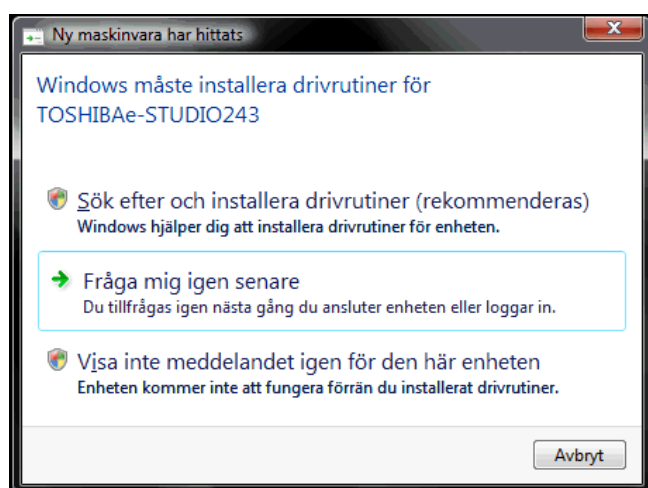 Ny maskinvara har hittats
Windows måste installera drivrutiner för
TOSHIBAe-STUDIO243
Sök efter och installera drivrutiner (rekommenderas)
Windows hjälper dig att installera drivrutiner för enheten.
Fråga mig igen senare
Du tillfrågas igen nästa gång du ansluter enheten eller loggar in.
Visa inte meddelandet igen för den här enheten
Enheten kommer inte att fungera förrän du installerat drivrutiner.
Avbryt